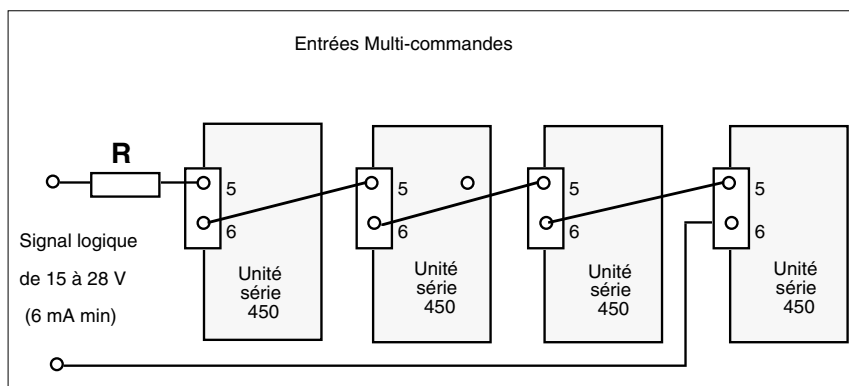 Entrées Multi-commandes
R
5
6
5
6
5
6
5
6
Signal logique
de 15 à 28 V
(6 mA min)
Unité
série
450
Unité
série
450
Unité
série
450
Unité
série
450